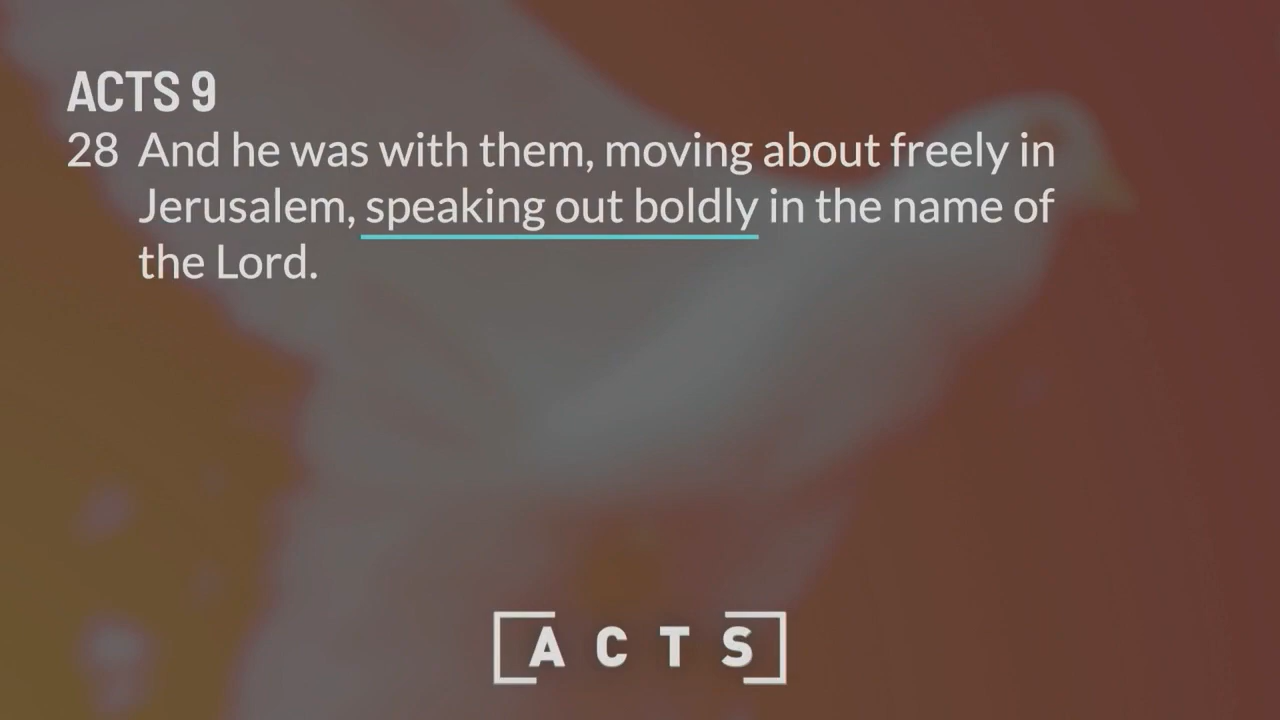 ACTS 9
28 And he was with them, moving about freely in
Jerusalem, speaking out boldly in the name of
the Lord.
ACTS